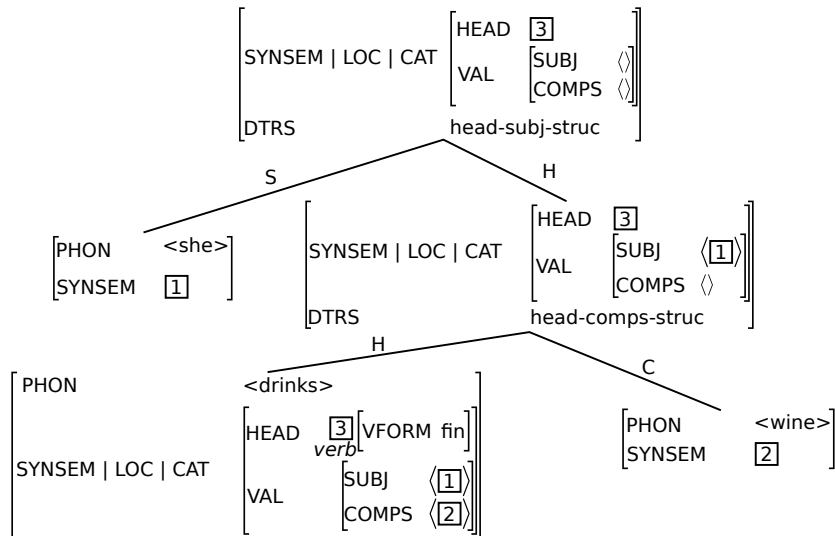 HEAD 3
SYNSEM | LOC | CAT
VAL
SUBJ ⟨⟩
COMPS ⟨⟩
DTRS head-subj-struc
S
H
PHON <she>
SYNSEM 1
HEAD 3
SYNSEM | LOC | CAT
VAL
SUBJ ⟨1⟩
COMPS ⟨⟩
DTRS head-comps-struc
H
C
PHON <drinks>
HEAD 3 VFORM fin
verb
SYNSEM | LOC | CAT
VAL
SUBJ ⟨1⟩
COMPS ⟨2⟩
PHON <wine>
SYNSEM 2